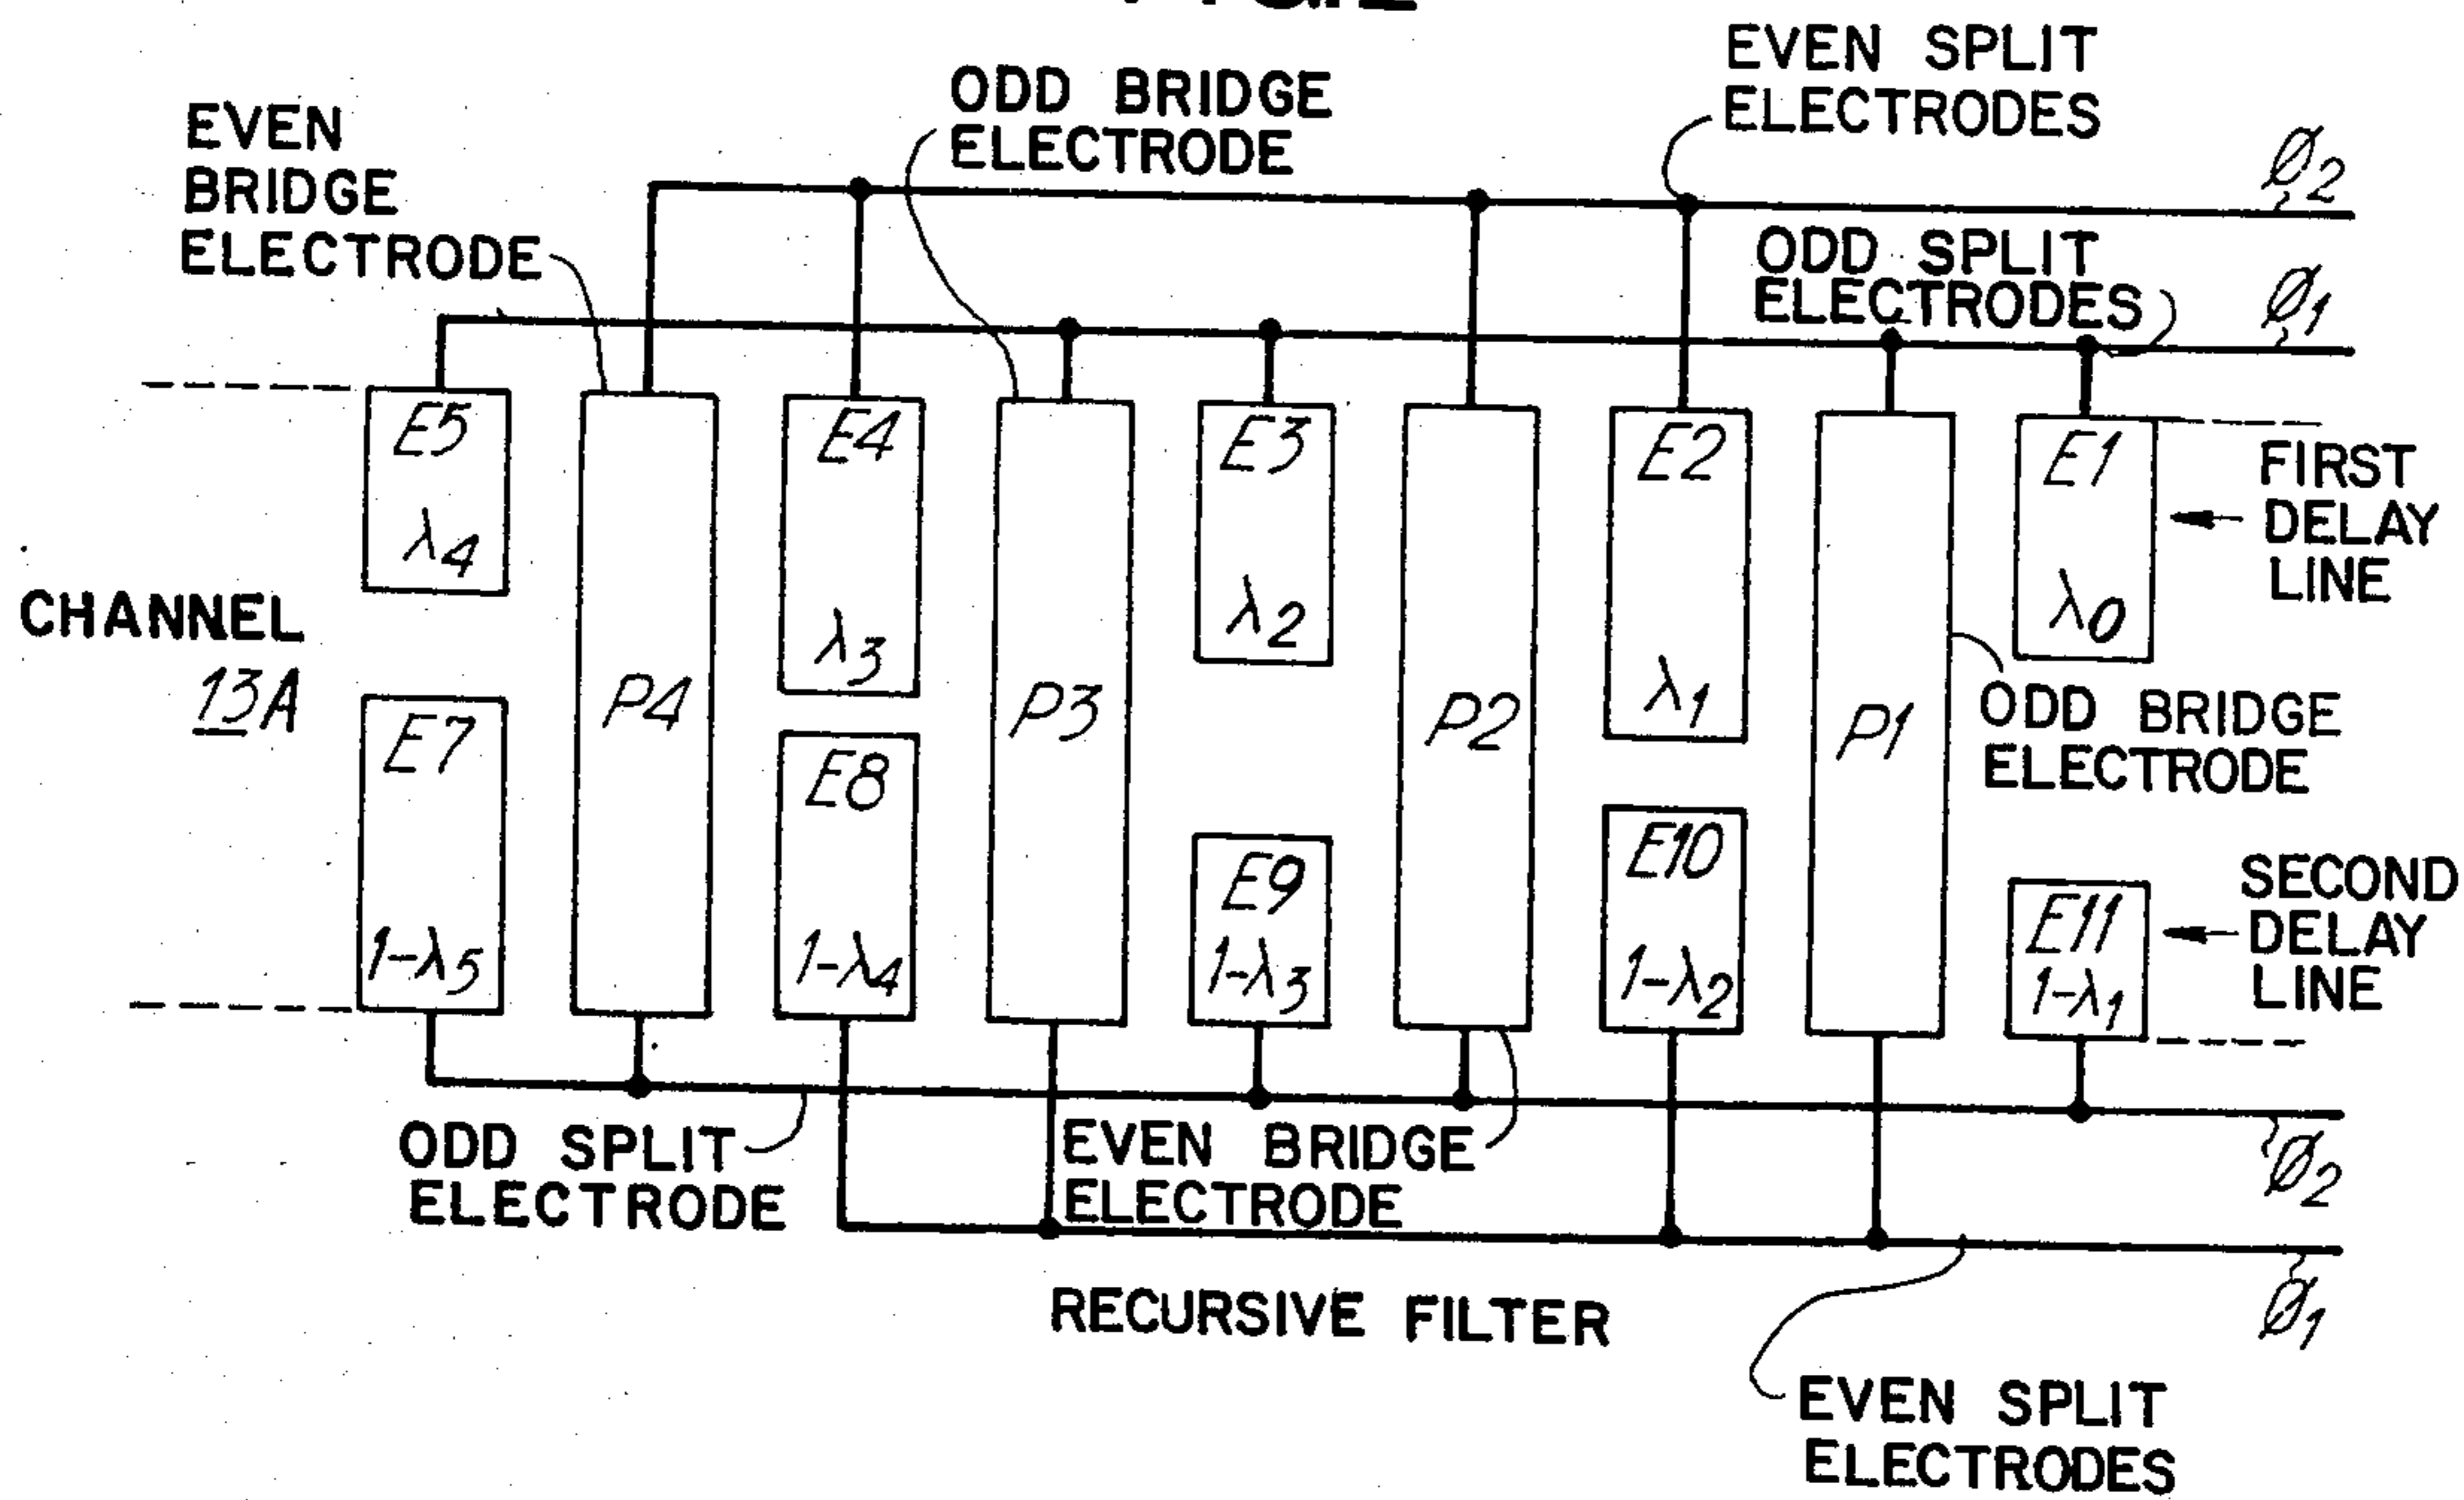 EVEN SPLIT
ELECTRODES
ODD BRIDGE
ELECTRODE
EVEN
BRIDGE
ELECTRODE
Ø2
ODD SPLIT
ELECTRODES
Ø1
E5
λ4
P4
E4
λ3
P3
E3
λ2
P2
E2
λ1
P1
E1
λ0
FIRST
DELAY
LINE
CHANNEL
13A
ODD BRIDGE
ELECTRODE
E7
1-λ5
E8
1-λ4
E9
1-λ3
E10
1-λ2
E11
1-λ1
SECOND
DELAY
LINE
ODD SPLIT
ELECTRODE
EVEN BRIDGE
ELECTRODE
Ø2
Ø1
RECURSIVE FILTER
EVEN SPLIT
ELECTRODES